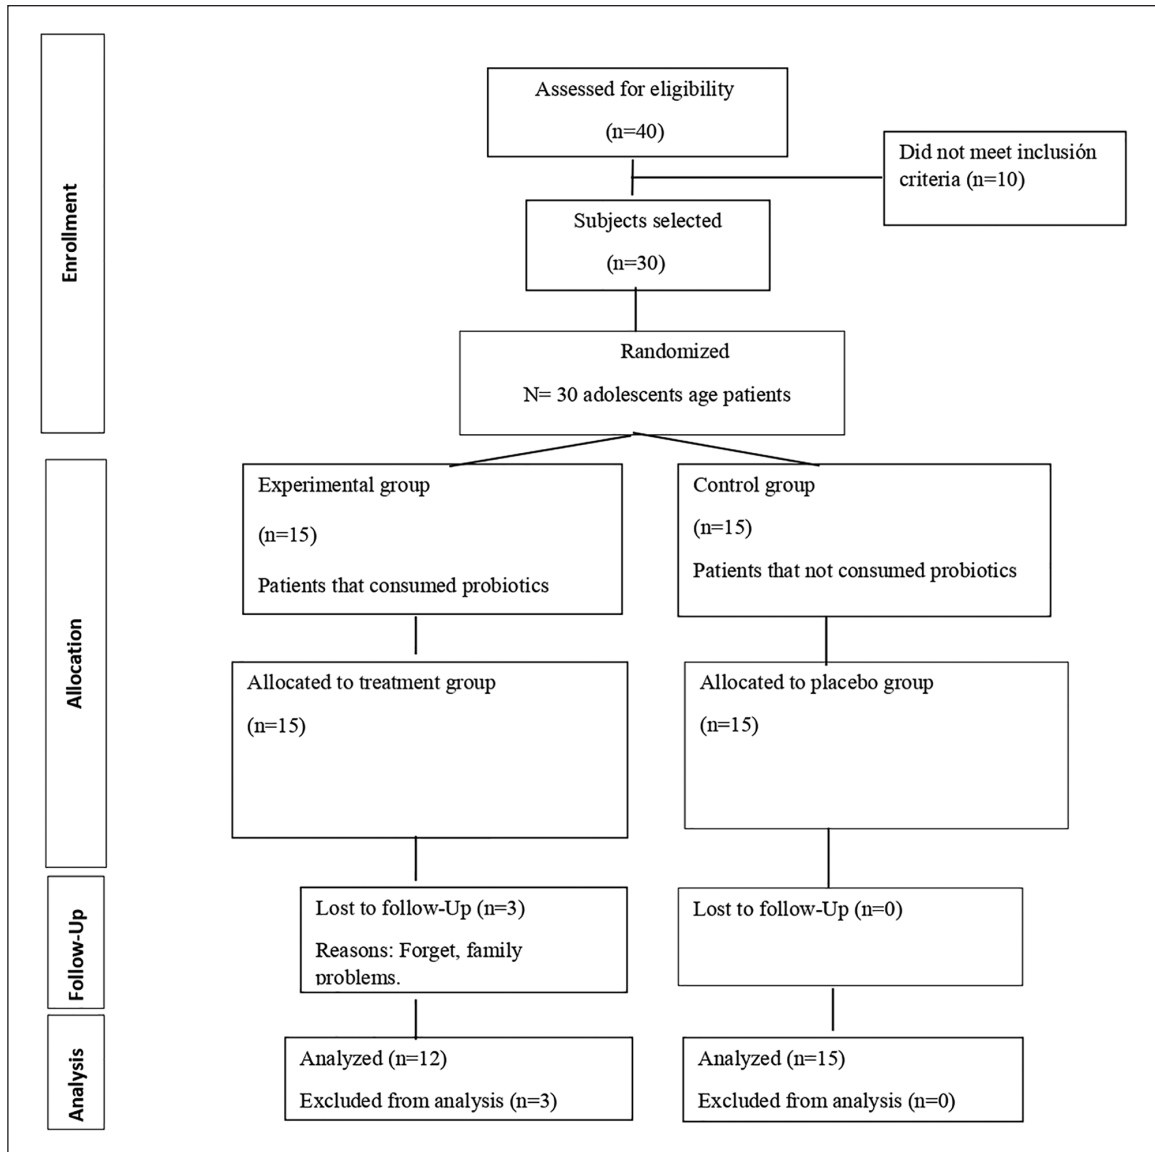 Enrollment
Assessed for eligibility
(n=40)
Did not meet inclusión
criteria (n=10)
Subjects selected
(n=30)
Randomized
N= 30 adolescents age patients
Allocation
Experimental group
(n=15)
Patients that consumed probiotics
Control group
(n=15)
Patients that not consumed probiotics
Allocated to treatment group
(n=15)
Allocated to placebo group
(n=15)
Follow-Up
Lost to follow-Up (n=3)
Reasons: Forget, family
problems.
Lost to follow-Up (n=0)
Analysis
Analyzed (n=12)
Excluded from analysis (n=3)
Analyzed (n=15)
Excluded from analysis (n=0)